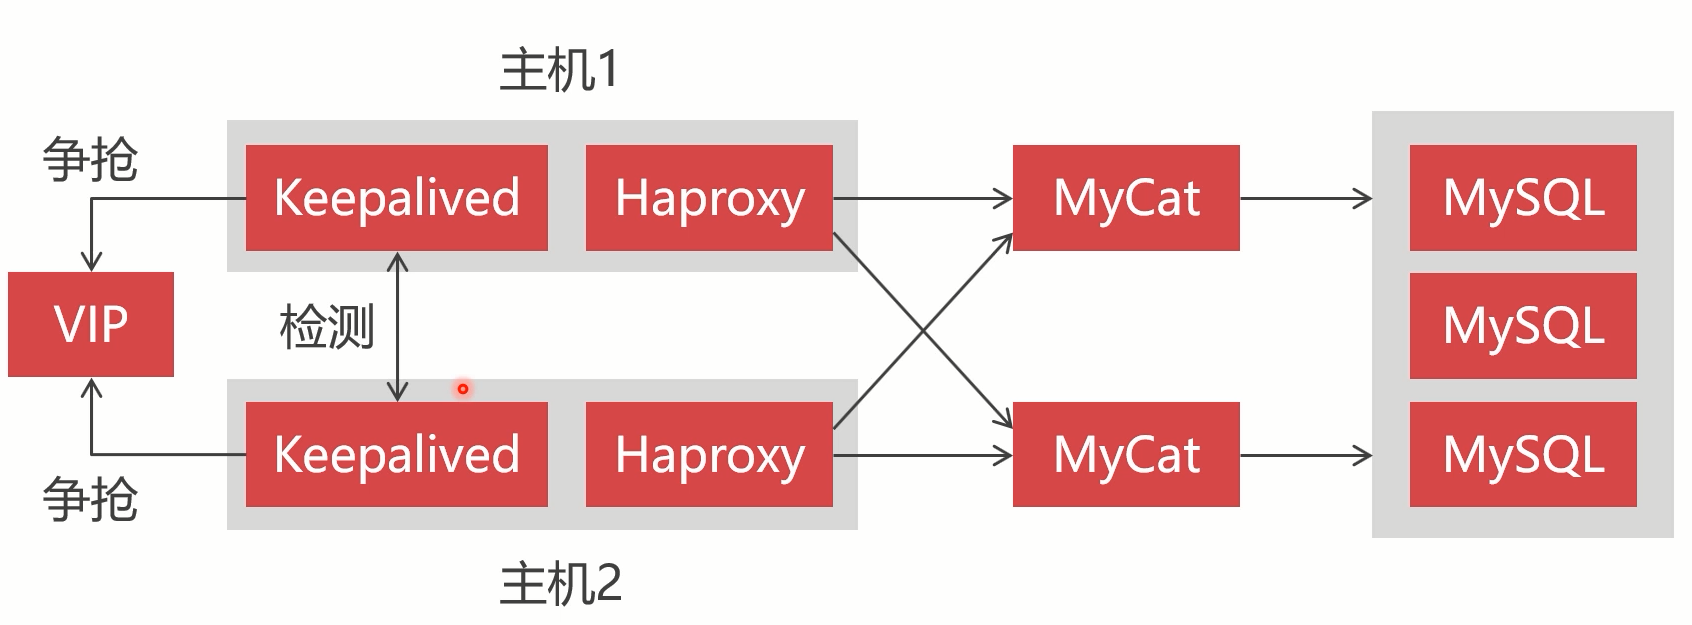 主机1
争抢
Keepalived
Haproxy
MyCat
MySQL
VIP
检测
MySQL
Keepalived
Haproxy
MyCat
MySQL
争抢
主机2